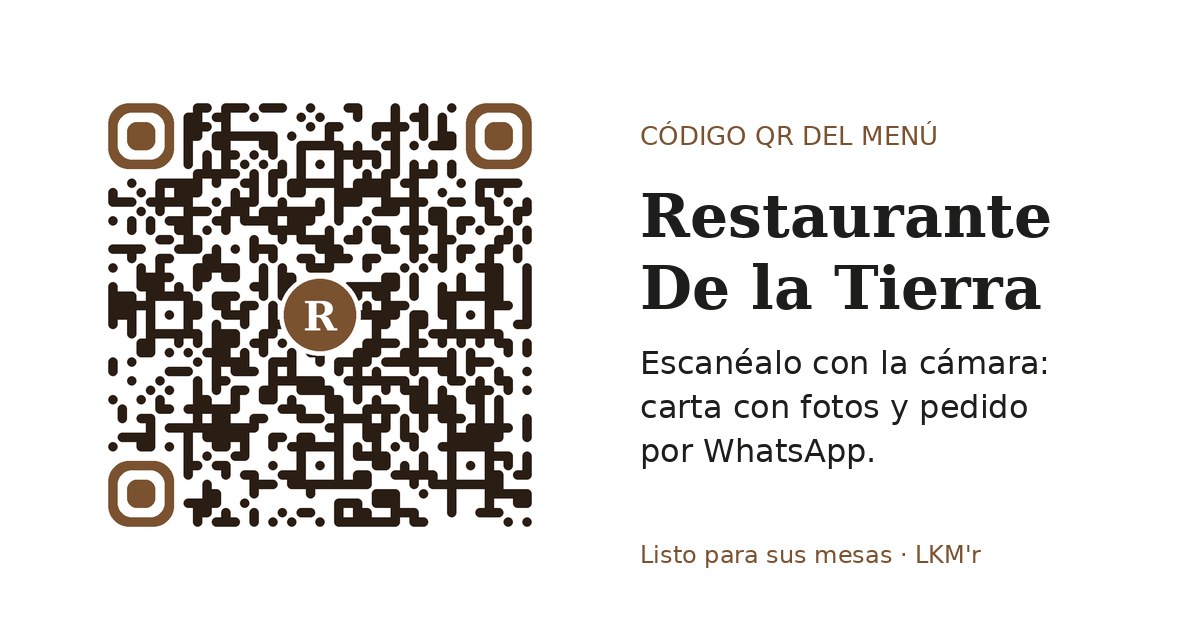 R
CÓDIGO QR DEL MENÚ
Restaurante
De la Tierra
Escanéalo con la cámara:
carta con fotos y pedido
por WhatsApp.
Listo para sus mesas · LKM'r